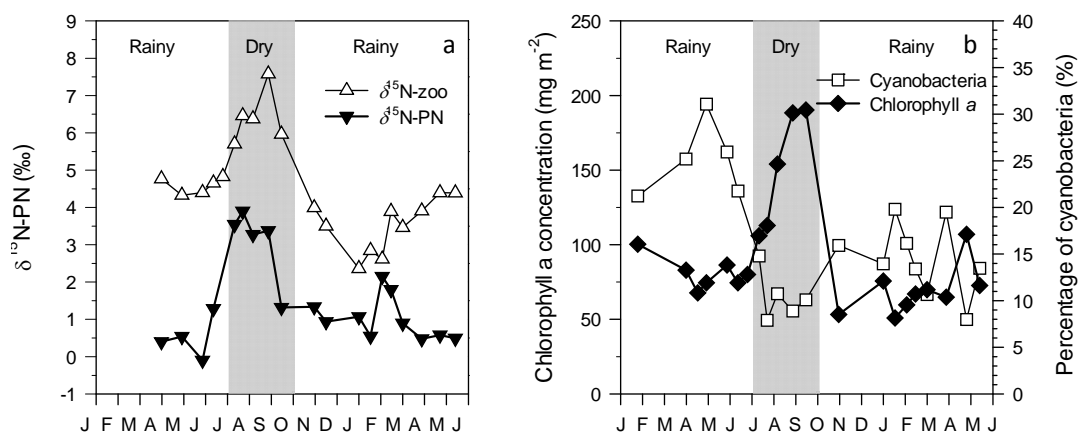 9
8
7
6
5
4
3
2
1
0
-1
δ ¹⁵N-PN (‰)
Rainy Dry Rainy a
δ¹⁵N-zoo
δ¹⁵N-PN
J F M A M J J A S O N D J F M A M J
250
200
150
100
50
0
Chlorophyll a concentration (mg m⁻²)
Rainy Dry Rainy b
Cyanobacteria
Chlorophyll a
40
35
30
25
20
15
10
5
0
Percentage of cyanobacteria (%)
J F M A M J J A S O N D J F M A M J